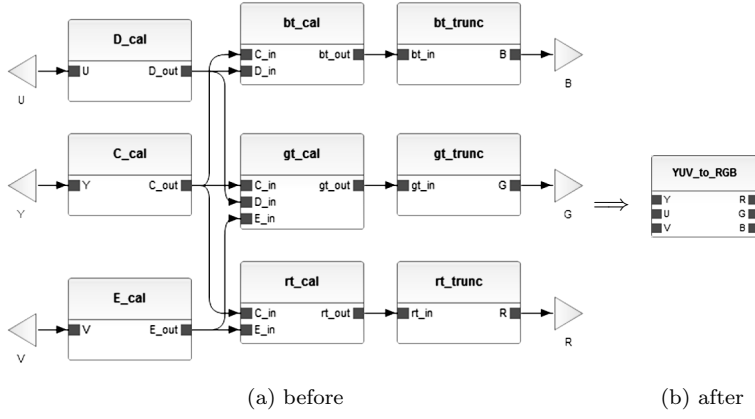 bt_cal
bt_trunc
D_cal
C_in bt_out
bt_in B
U D_out
D_in
U
B
C_cal
gt_cal
gt_trunc
YUV_to_RGB
Y C_out
C_in gt_out
gt_in G
D_in
E_in
Y
G
⟹
Y R
U G
V B
E_cal
rt_cal
rt_trunc
C_in rt_out
rt_in R
V E_out
E_in
V
R
(a) before
(b) after